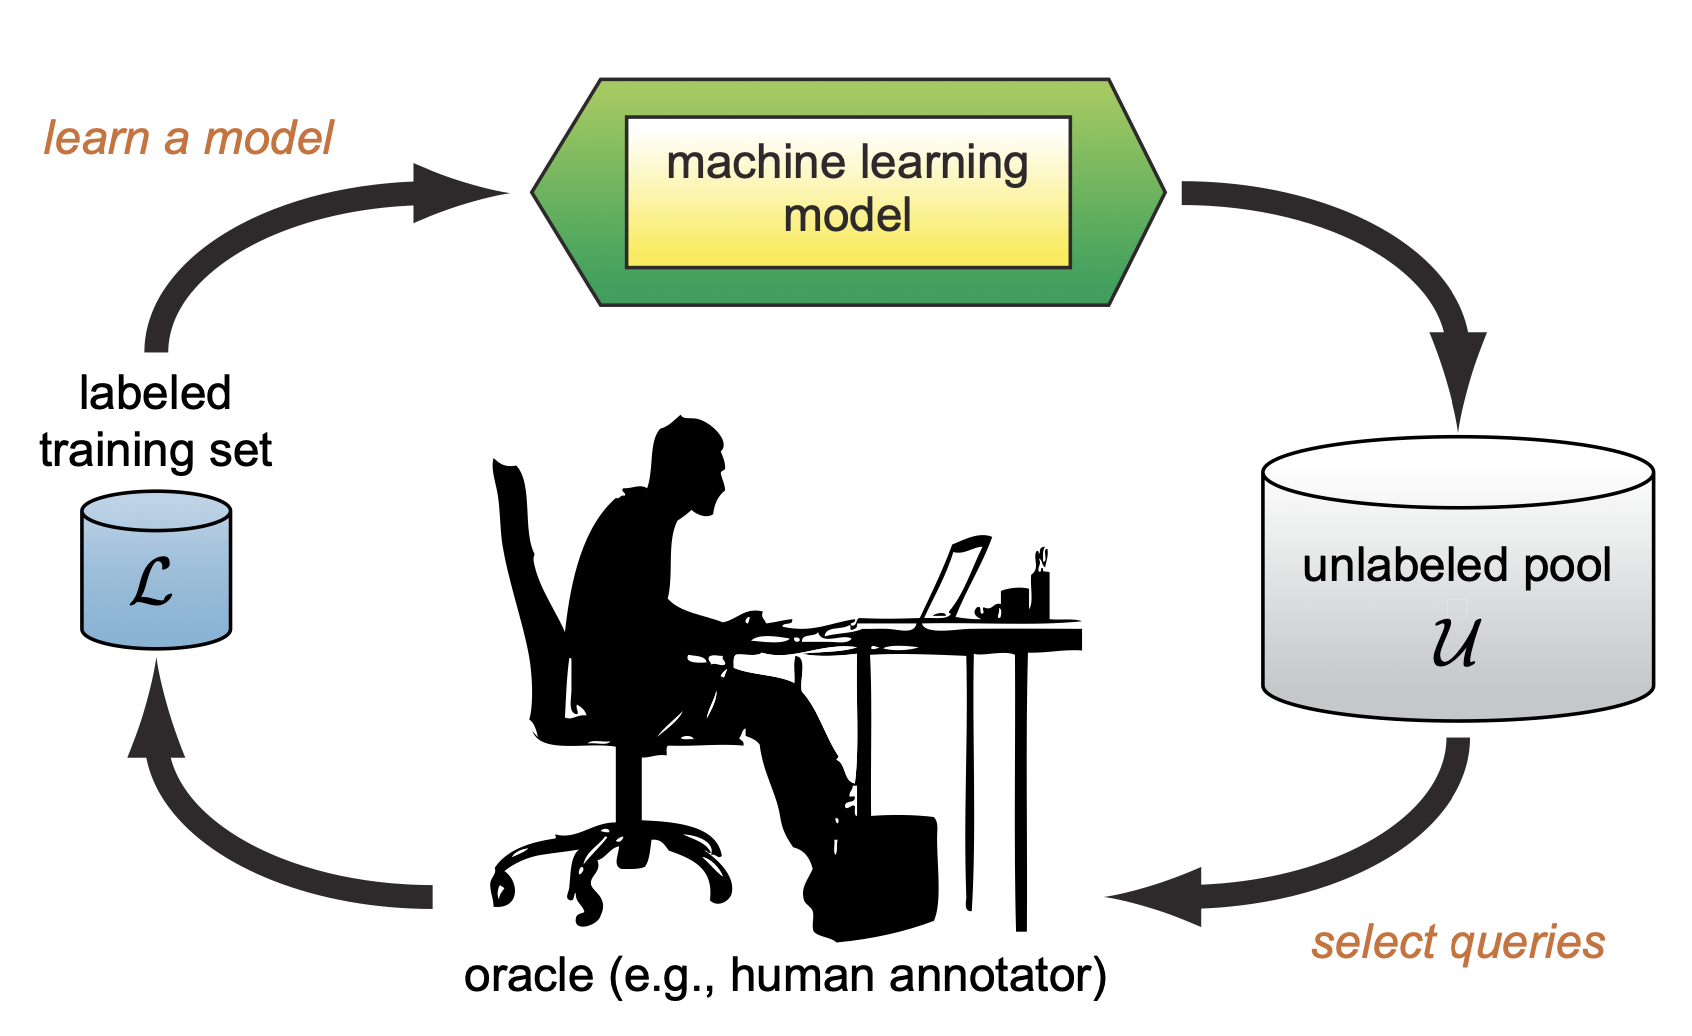 learn a model
machine learning
model
labeled
training set
ℒ
unlabeled pool
𝒰
select queries
oracle (e.g., human annotator)